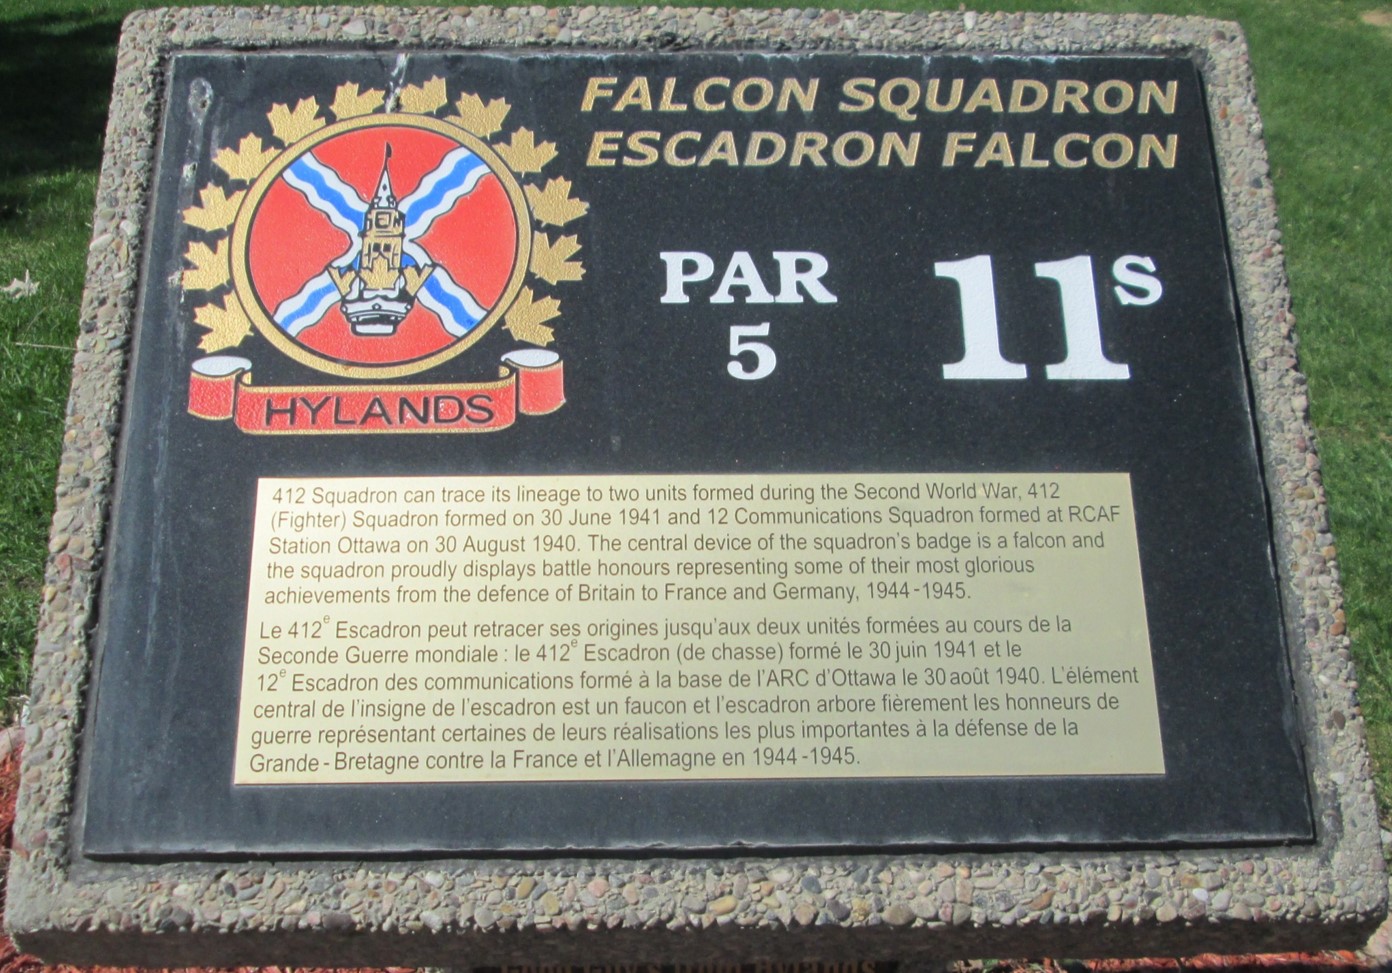 FALCON SQUADRON
ESCADRON FALCON
PAR
5
11S
HYLANDS
412 Squadron can trace its lineage to two units formed during the Second World War, 412
(Fighter) Squadron formed on 30 June 1941 and 12 Communications Squadron formed at RCAF
Station Ottawa on 30 August 1940. The central device of the squadron's badge is a falcon and
the squadron proudly displays battle honours representing some of their most glorious
achievements from the defence of Britain to France and Germany, 1944-1945.
Le 412e Escadron peut retracer ses origines jusqu'aux deux unités formées au cours de la
Seconde Guerre mondiale : le 412e Escadron (de chasse) formé le 30 juin 1941 et le
12e Escadron des communications formé à la base de l'ARC d'Ottawa le 30 août 1940. L'élément
central de l'insigne de l'escadron est un faucon et l'escadron arbore fièrement les honneurs de
guerre représentant certaines de leurs réalisations les plus importantes à la défense de la
Grande-Bretagne contre la France et l'Allemagne en 1944-1945.